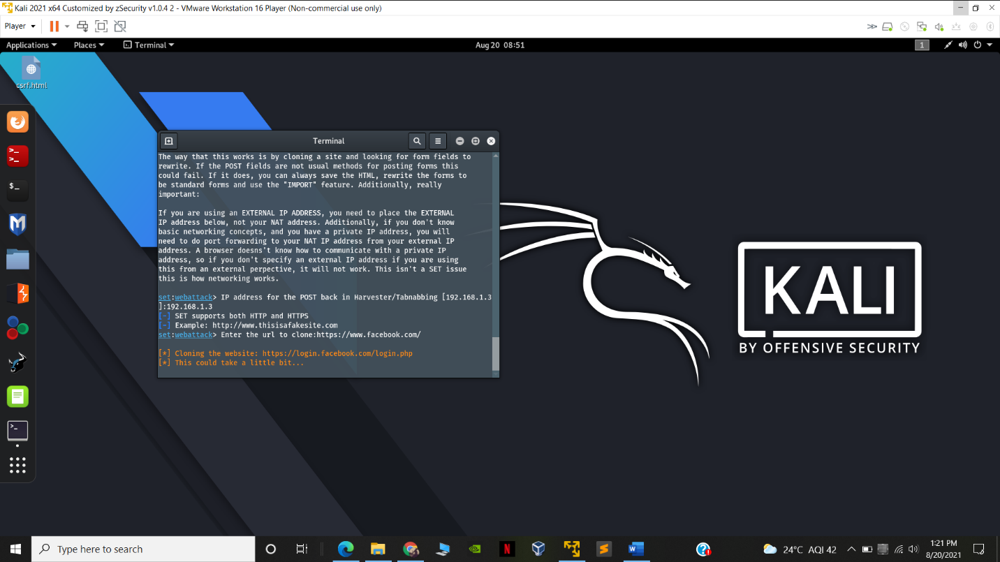 Kali 2021 x64 Customized by zSecurity v1.0.4 2 - VMware Workstation 16 Player (Non-commercial use only)
Player
Applications Places Terminal Aug 20 08:51 1
csrf.html
Terminal
The way that this works is by cloning a site and looking for form fields to
rewrite. If the POST fields are not usual methods for posting forms this
could fail. If it does, you can always save the HTML, rewrite the forms to
be standard forms and use the "IMPORT" feature. Additionally, really
important:
If you are using an EXTERNAL IP ADDRESS, you need to place the EXTERNAL
IP address below, not your NAT address. Additionally, if you don't know
basic networking concepts, and you have a private IP address, you will
need to do port forwarding to your NAT IP address from your external IP
address. A browser doesns't know how to communicate with a private IP
address, so if you don't specify an external IP address if you are using
this from an external perpective, it will not work. This isn't a SET issue
this is how networking works.
set:webattack> IP address for the POST back in Harvester/Tabnabbing [192.168.1.3
]:192.168.1.3
[-] SET supports both HTTP and HTTPS
[-] Example: http://www.thisisafakesite.com
set:webattack> Enter the url to clone:https://www.facebook.com/
[*] Cloning the website: https://login.facebook.com/login.php
[*] This could take a little bit...
KALI
BY OFFENSIVE SECURITY
Type here to search
24°C AQI 42
1:21 PM
8/20/2021